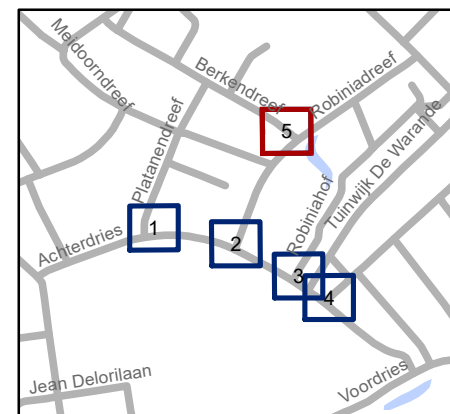 Meidoorndreef
Berkendreef
Robiniadreef
Platanendreef
5
Tuinwijk De Warande
Robiniahof
1
2
Achterdries
3
4
Jean Delorilaan
Voordries